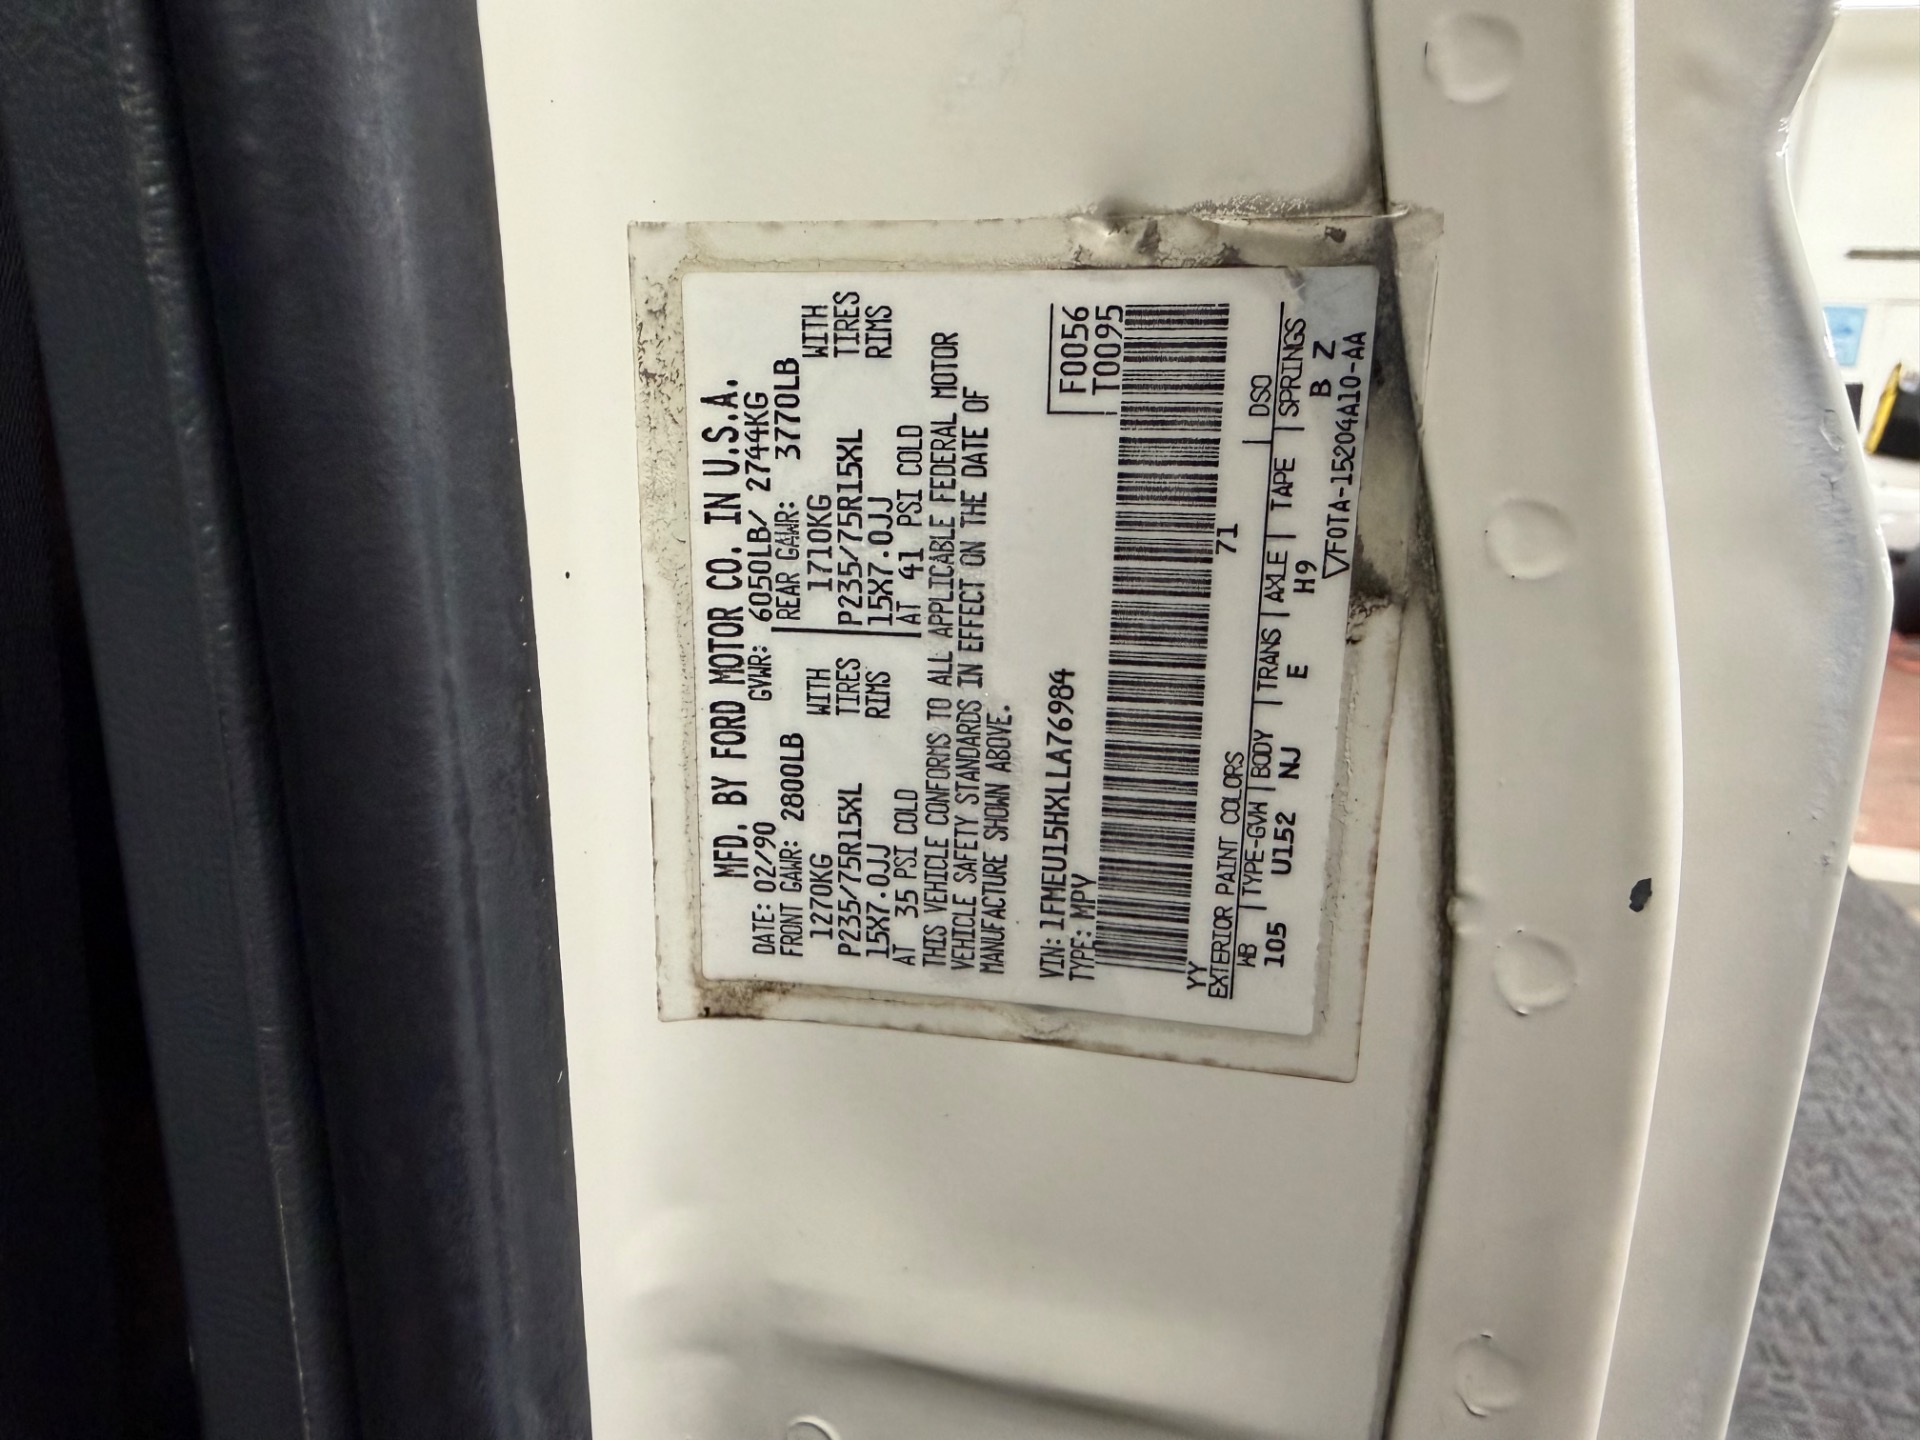 MFD. BY FORD MOTOR CO. IN U.S.A.
DATE: 02/90 GVWR: 6050LB/ 2744KG
FRONT GAWR: 2800LB REAR GAWR: 3770LB
1270KG WITH 1710KG WITH
P235/75R15XL TIRES P235/75R15XL TIRES
15X7.0JJ RIMS 15X7.0JJ RIMS
AT 35 PSI COLD AT 41 PSI COLD
THIS VEHICLE CONFORMS TO ALL APPLICABLE FEDERAL MOTOR
VEHICLE SAFETY STANDARDS IN EFFECT ON THE DATE OF
MANUFACTURE SHOWN ABOVE.
VIN: 1FMEU15HXLLA76984 F0056
TYPE: MPV T0095
YY 71
EXTERIOR PAINT COLORS DSO
WB TYPE-GVW BODY TRANS AXLE TAPE SPRINGS
105 U152 NJ E H9 B Z
▽F0TA-15204A10-AA